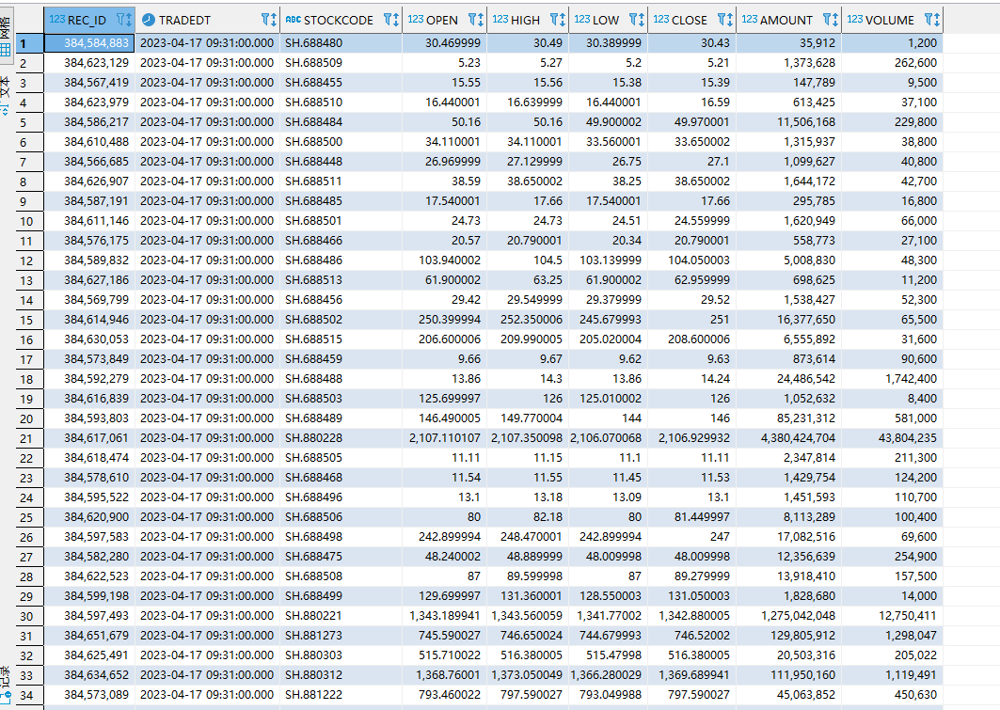 网格
文本
记录
123 REC_ID TRADEDT ABC STOCKCODE 123 OPEN 123 HIGH 123 LOW 123 CLOSE 123 AMOUNT 123 VOLUME
1 384,584,883 2023-04-17 09:31:00.000 SH.688480 30.469999 30.49 30.389999 30.43 35,912 1,200
2 384,623,129 2023-04-17 09:31:00.000 SH.688509 5.23 5.27 5.2 5.21 1,373,628 262,600
3 384,567,419 2023-04-17 09:31:00.000 SH.688455 15.55 15.56 15.38 15.39 147,789 9,500
4 384,623,979 2023-04-17 09:31:00.000 SH.688510 16.440001 16.639999 16.440001 16.59 613,425 37,100
5 384,586,217 2023-04-17 09:31:00.000 SH.688484 50.16 50.16 49.900002 49.970001 11,506,168 229,800
6 384,610,488 2023-04-17 09:31:00.000 SH.688500 34.110001 34.110001 33.560001 33.650002 1,315,937 38,800
7 384,566,685 2023-04-17 09:31:00.000 SH.688448 26.969999 27.129999 26.75 27.1 1,099,627 40,800
8 384,626,907 2023-04-17 09:31:00.000 SH.688511 38.59 38.650002 38.25 38.650002 1,644,172 42,700
9 384,587,191 2023-04-17 09:31:00.000 SH.688485 17.540001 17.66 17.540001 17.66 295,785 16,800
10 384,611,146 2023-04-17 09:31:00.000 SH.688501 24.73 24.73 24.51 24.559999 1,620,949 66,000
11 384,576,175 2023-04-17 09:31:00.000 SH.688466 20.57 20.790001 20.34 20.790001 558,773 27,100
12 384,589,832 2023-04-17 09:31:00.000 SH.688486 103.940002 104.5 103.139999 104.050003 5,008,830 48,300
13 384,627,186 2023-04-17 09:31:00.000 SH.688513 61.900002 63.25 61.900002 62.959999 698,625 11,200
14 384,569,799 2023-04-17 09:31:00.000 SH.688456 29.42 29.549999 29.379999 29.52 1,538,427 52,300
15 384,614,946 2023-04-17 09:31:00.000 SH.688502 250.399994 252.350006 245.679993 251 16,377,650 65,500
16 384,630,053 2023-04-17 09:31:00.000 SH.688515 206.600006 209.990005 205.020004 208.600006 6,555,892 31,600
17 384,573,849 2023-04-17 09:31:00.000 SH.688459 9.66 9.67 9.62 9.63 873,614 90,600
18 384,592,279 2023-04-17 09:31:00.000 SH.688488 13.86 14.3 13.86 14.24 24,486,542 1,742,400
19 384,616,839 2023-04-17 09:31:00.000 SH.688503 125.699997 126 125.010002 126 1,052,632 8,400
20 384,593,803 2023-04-17 09:31:00.000 SH.688489 146.490005 149.770004 144 146 85,231,312 581,000
21 384,617,061 2023-04-17 09:31:00.000 SH.880228 2,107.110107 2,107.350098 2,106.070068 2,106.929932 4,380,424,704 43,804,235
22 384,618,474 2023-04-17 09:31:00.000 SH.688505 11.11 11.15 11.1 11.11 2,347,814 211,300
23 384,578,610 2023-04-17 09:31:00.000 SH.688468 11.54 11.55 11.45 11.53 1,429,754 124,200
24 384,595,522 2023-04-17 09:31:00.000 SH.688496 13.1 13.18 13.09 13.1 1,451,593 110,700
25 384,620,900 2023-04-17 09:31:00.000 SH.688506 80 82.18 80 81.449997 8,113,289 100,400
26 384,597,583 2023-04-17 09:31:00.000 SH.688498 242.899994 248.470001 242.899994 247 17,082,516 69,600
27 384,582,280 2023-04-17 09:31:00.000 SH.688475 48.240002 48.889999 48.009998 48.009998 12,356,639 254,900
28 384,622,523 2023-04-17 09:31:00.000 SH.688508 87 89.599998 87 89.279999 13,918,410 157,500
29 384,599,198 2023-04-17 09:31:00.000 SH.688499 129.699997 131.360001 128.550003 131.050003 1,828,680 14,000
30 384,597,493 2023-04-17 09:31:00.000 SH.880221 1,343.189941 1,343.560059 1,341.77002 1,342.880005 1,275,042,048 12,750,411
31 384,651,679 2023-04-17 09:31:00.000 SH.881273 745.590027 746.650024 744.679993 746.52002 129,805,912 1,298,047
32 384,625,491 2023-04-17 09:31:00.000 SH.880303 515.710022 516.380005 515.47998 516.380005 20,503,316 205,022
33 384,634,652 2023-04-17 09:31:00.000 SH.880312 1,368.76001 1,373.050049 1,366.280029 1,369.689941 111,950,160 1,119,491
34 384,573,089 2023-04-17 09:31:00.000 SH.881222 793.460022 797.590027 793.049988 797.590027 45,063,852 450,630